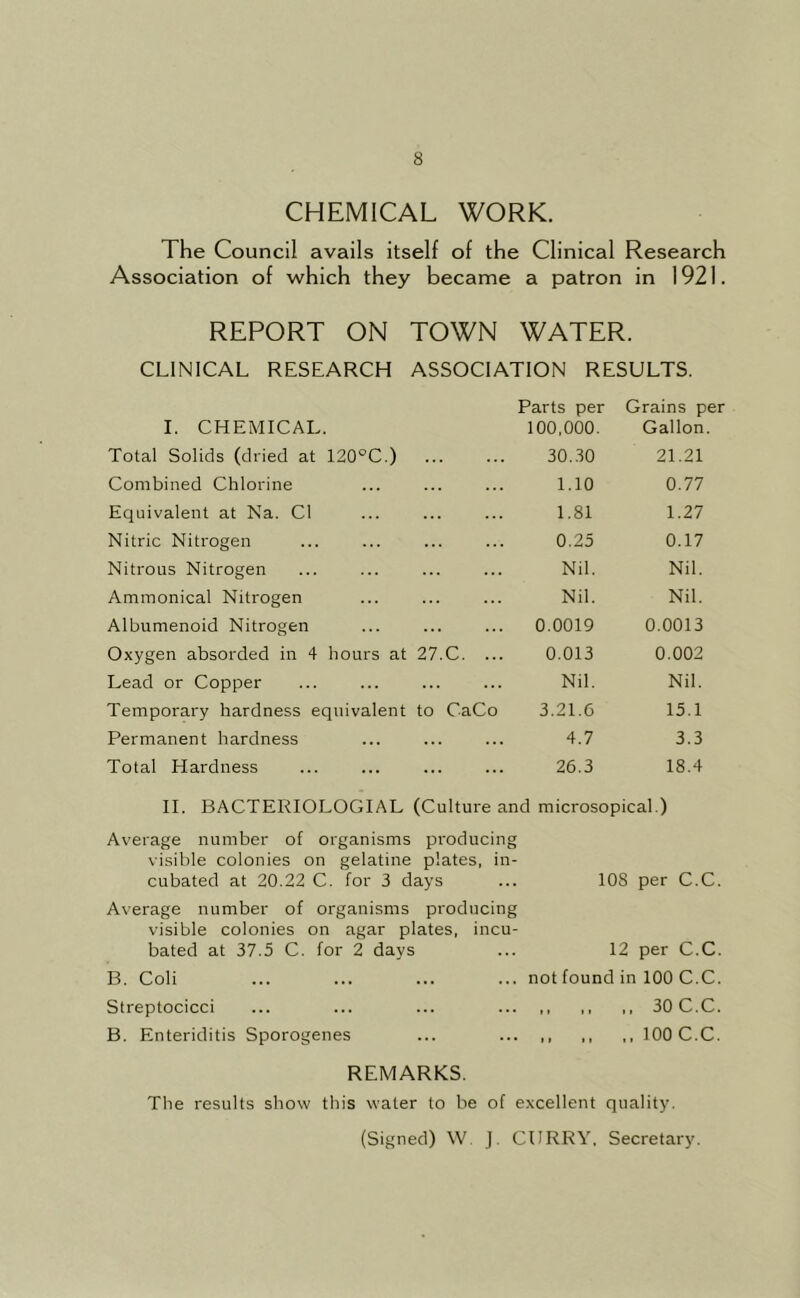 8
CHEMICAL WORK.
The Council avails itself of the Clinical Research
Association of which they became a patron in 1921.
REPORT ON TOWN WATER.
CLINICAL RESEARCH ASSOCIATION RESULTS.
Parts per Grains per
I. CHEMICAL. 100,000. Gallon.
Total Solids (dried at 120°C.) ... ... 30.30 21.21
Combined Chlorine ... ... ... 1.10 0.77
Equivalent at Na. Cl ... ... ... 1.81 1.27
Nitric Nitrogen ... ... ... ... 0.25 0.17
Nitrous Nitrogen ... ... ... ... Nil. Nil.
Ammonical Nitrogen ... ... ... Nil. Nil.
Albumenoid Nitrogen ... ... ... 0.0019 0.0013
Oxygen absorded in 4 hours at 27.C. ... 0.013 0.002
Lead or Copper ... ... ... ... Nil. Nil.
Temporary hardness equivalent to CaCo 3.21.6 15.1
Permanent hardness ... ... ... 4.7 3.3
Total Hardness ... ... ... ... 26.3 18.4
II. BACTERIOLOGIAL (Culture and microsopical.)
Average number of organisms producing
visible colonies on gelatine plates, in-
cubated at 20.22 C. for 3 days ... 108 per C.C.
Average number of organisms producing
visible colonies on agar plates, incu-
bated at 37.5 C. for 2 days ... 12 per C.C.
B. Coli ... ... ... ... not found in 100 C.C.
Streptocicci ... ... ... ... ,, ,, ,, 30 C.C.
B. Enteriditis Sporogenes ... ... ,, ,, ,, 100 C.C.
REMARKS.
The results show this water to be of excellent quality.
(Signed) W. J. CURRY, Secretary.